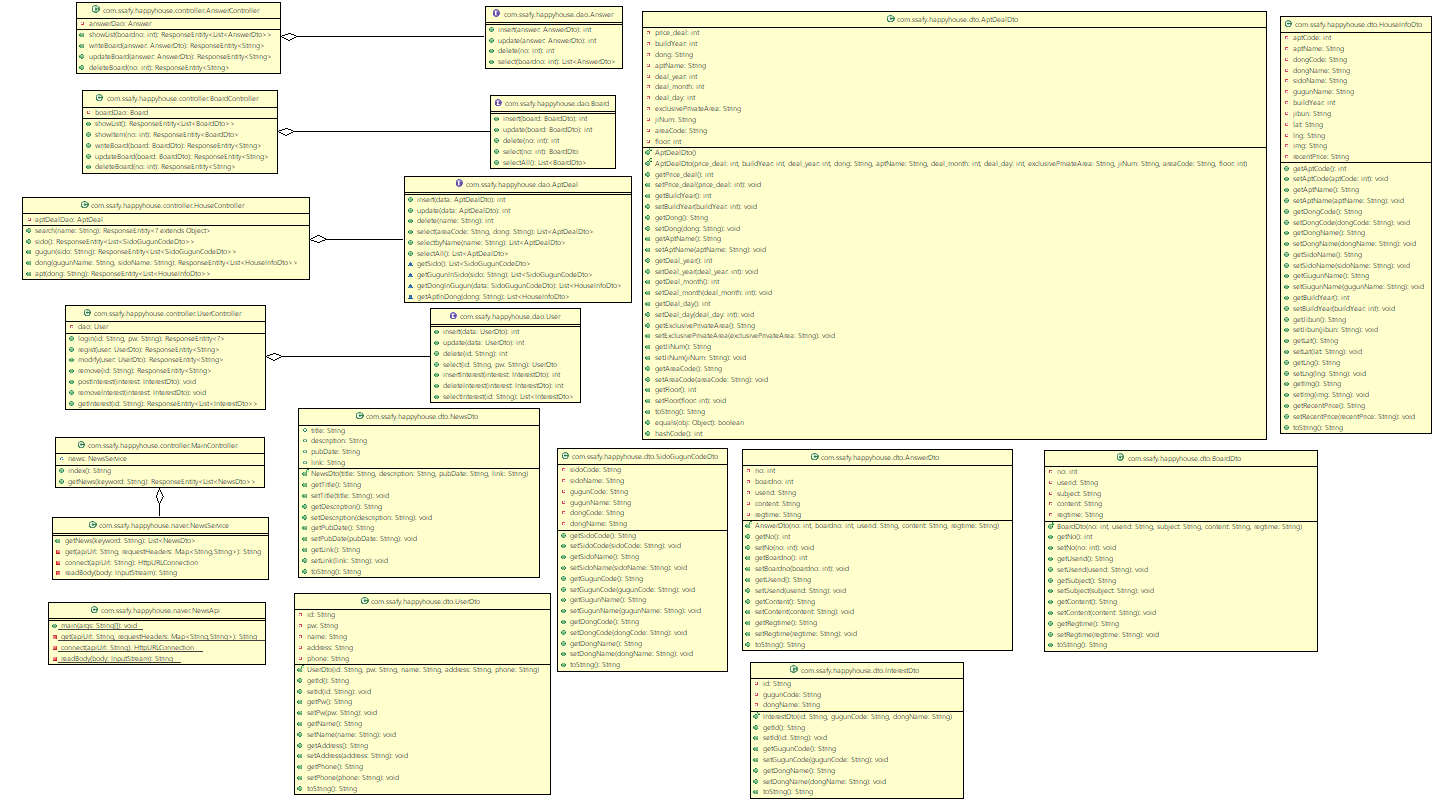 com.ssafy.happyhouse.controller.AnswerController
answerDao: Answer
showList(boardno: int): ResponseEntity<List<AnswerDto>>
writeBoard(answer: AnswerDto): ResponseEntity<String>
updateBoard(answer: AnswerDto): ResponseEntity<String>
deleteBoard(no: int): ResponseEntity<String>
com.ssafy.happyhouse.dao.Answer
insert(answer: AnswerDto): int
update(answer: AnswerDto): int
delete(no: int): int
select(boardno: int): List<AnswerDto>
com.ssafy.happyhouse.controller.BoardController
boardDao: Board
showList(): ResponseEntity<List<BoardDto>>
showItem(no: int): ResponseEntity<BoardDto>
writeBoard(board: BoardDto): ResponseEntity<String>
updateBoard(board: BoardDto): ResponseEntity<String>
deleteBoard(no: int): ResponseEntity<String>
com.ssafy.happyhouse.dao.Board
insert(board: BoardDto): int
update(board: BoardDto): int
delete(no: int): int
select(no: int): BoardDto
selectAll(): List<BoardDto>
com.ssafy.happyhouse.controller.HouseController
aptDealDao: AptDeal
search(name: String): ResponseEntity<? extends Object>
sido(): ResponseEntity<List<SidoGugunCodeDto>>
gugun(sido: String): ResponseEntity<List<SidoGugunCodeDto>>
dong(gugunName: String, sidoName: String): ResponseEntity<List<HouseInfoDto>>
apt(dong: String): ResponseEntity<List<HouseInfoDto>>
com.ssafy.happyhouse.dao.AptDeal
insert(data: AptDealDto): int
update(data: AptDealDto): int
delete(name: String): int
select(areaCode: String, dong: String): List<AptDealDto>
selectbyName(name: String): List<AptDealDto>
selectAll(): List<AptDealDto>
getSido(): List<SidoGugunCodeDto>
getGugunInSido(sido: String): List<SidoGugunCodeDto>
getDongInGugun(data: SidoGugunCodeDto): List<HouseInfoDto>
getAptInDong(dong: String): List<HouseInfoDto>
com.ssafy.happyhouse.controller.UserController
dao: User
login(id: String, pw: String): ResponseEntity<?>
regist(user: UserDto): ResponseEntity<String>
modify(user: UserDto): ResponseEntity<String>
remove(id: String): ResponseEntity<String>
postInterest(interest: InterestDto): void
removeInterest(interest: InterestDto): void
getInterest(id: String): ResponseEntity<List<InterestDto>>
com.ssafy.happyhouse.dao.User
insert(data: UserDto): int
update(data: UserDto): int
delete(id: String): int
select(id: String, pw: String): UserDto
insertInterest(interest: InterestDto): int
deleteInterest(interest: InterestDto): int
selectInterest(id: String): List<InterestDto>
com.ssafy.happyhouse.controller.MainController
news: NewsService
index(): String
getNews(keyword: String): ResponseEntity<List<NewsDto>>
com.ssafy.happyhouse.naver.NewsService
getNews(keyword: String): List<NewsDto>
get(apiUrl: String, requestHeaders: Map<String,String>): String
connect(apiUrl: String): HttpURLConnection
readBody(body: InputStream): String
com.ssafy.happyhouse.naver.NewsApi
main(args: String[]): void
get(apiUrl: String, requestHeaders: Map<String,String>): String
connect(apiUrl: String): HttpURLConnection
readBody(body: InputStream): String
com.ssafy.happyhouse.dto.NewsDto
title: String
description: String
pubDate: String
link: String
NewsDto(title: String, description: String, pubDate: String, link: String)
getTitle(): String
setTitle(title: String): void
getDescription(): String
setDescription(description: String): void
getPubDate(): String
setPubDate(pubDate: String): void
getLink(): String
setLink(link: String): void
toString(): String
com.ssafy.happyhouse.dto.UserDto
id: String
pw: String
name: String
address: String
phone: String
UserDto(id: String, pw: String, name: String, address: String, phone: String)
getId(): String
setId(id: String): void
getPw(): String
setPw(pw: String): void
getName(): String
setName(name: String): void
getAddress(): String
setAddress(address: String): void
getPhone(): String
setPhone(phone: String): void
toString(): String
com.ssafy.happyhouse.dto.AptDealDto
price_deal: int
buildYear: int
dong: String
aptName: String
deal_year: int
deal_month: int
deal_day: int
exclusivePrivateArea: String
jiNum: String
areaCode: String
floor: int
AptDealDto()
AptDealDto(price_deal: int, buildYear: int, deal_year: int, dong: String, aptName: String, deal_month: int, deal_day: int, exclusivePrivateArea: String, jiNum: String, areaCode: String, floor: int)
getPrice_deal(): int
setPrice_deal(price_deal: int): void
getBuildYear(): int
setBuildYear(buildYear: int): void
getDong(): String
setDong(dong: String): void
getAptName(): String
setAptName(aptName: String): void
getDeal_year(): int
setDeal_year(deal_year: int): void
getDeal_month(): int
setDeal_month(deal_month: int): void
getDeal_day(): int
setDeal_day(deal_day: int): void
getExclusivePrivateArea(): String
setExclusivePrivateArea(exclusivePrivateArea: String): void
getJiNum(): String
setJiNum(jiNum: String): void
getAreaCode(): String
setAreaCode(areaCode: String): void
getFloor(): int
setFloor(floor: int): void
toString(): String
equals(obj: Object): boolean
hashCode(): int
com.ssafy.happyhouse.dto.HouseInfoDto
aptCode: int
aptName: String
dongCode: String
dongName: String
sidoName: String
gugunName: String
buildYear: int
jibun: String
lat: String
lng: String
img: String
recentPrice: String
getAptCode(): int
setAptCode(aptCode: int): void
getAptName(): String
setAptName(aptName: String): void
getDongCode(): String
setDongCode(dongCode: String): void
getDongName(): String
setDongName(dongName: String): void
getSidoName(): String
setSidoName(sidoName: String): void
getGugunName(): String
setGugunName(gugunName: String): void
getBuildYear(): int
setBuildYear(buildYear: int): void
getJibun(): String
setJibun(jibun: String): void
getLat(): String
setLat(lat: String): void
getLng(): String
setLng(lng: String): void
getImg(): String
setImg(img: String): void
getRecentPrice(): String
setRecentPrice(recentPrice: String): void
toString(): String
com.ssafy.happyhouse.dto.SidoGugunCodeDto
sidoCode: String
sidoName: String
gugunCode: String
gugunName: String
dongCode: String
dongName: String
getSidoCode(): String
setSidoCode(sidoCode: String): void
getSidoName(): String
setSidoName(sidoName: String): void
getGugunCode(): String
setGugunCode(gugunCode: String): void
getGugunName(): String
setGugunName(gugunName: String): void
getDongCode(): String
setDongCode(dongCode: String): void
getDongName(): String
setDongName(dongName: String): void
toString(): String
com.ssafy.happyhouse.dto.AnswerDto
no: int
boardno: int
userid: String
content: String
regtime: String
AnswerDto(no: int, boardno: int, userid: String, content: String, regtime: String)
getNo(): int
setNo(no: int): void
getBoardno(): int
setBoardno(boardno: int): void
getUserid(): String
setUserid(userid: String): void
getContent(): String
setContent(content: String): void
getRegtime(): String
setRegtime(regtime: String): void
toString(): String
com.ssafy.happyhouse.dto.BoardDto
no: int
userid: String
subject: String
content: String
regtime: String
BoardDto(no: int, userid: String, subject: String, content: String, regtime: String)
getNo(): int
setNo(no: int): void
getUserid(): String
setUserid(userid: String): void
getSubject(): String
setSubject(subject: String): void
getContent(): String
setContent(content: String): void
getRegtime(): String
setRegtime(regtime: String): void
toString(): String
com.ssafy.happyhouse.dto.InterestDto
id: String
gugunCode: String
dongName: String
InterestDto(id: String, gugunCode: String, dongName: String)
getId(): String
setId(id: String): void
getGugunCode(): String
setGugunCode(gugunCode: String): void
getDongName(): String
setDongName(dongName: String): void
toString(): String